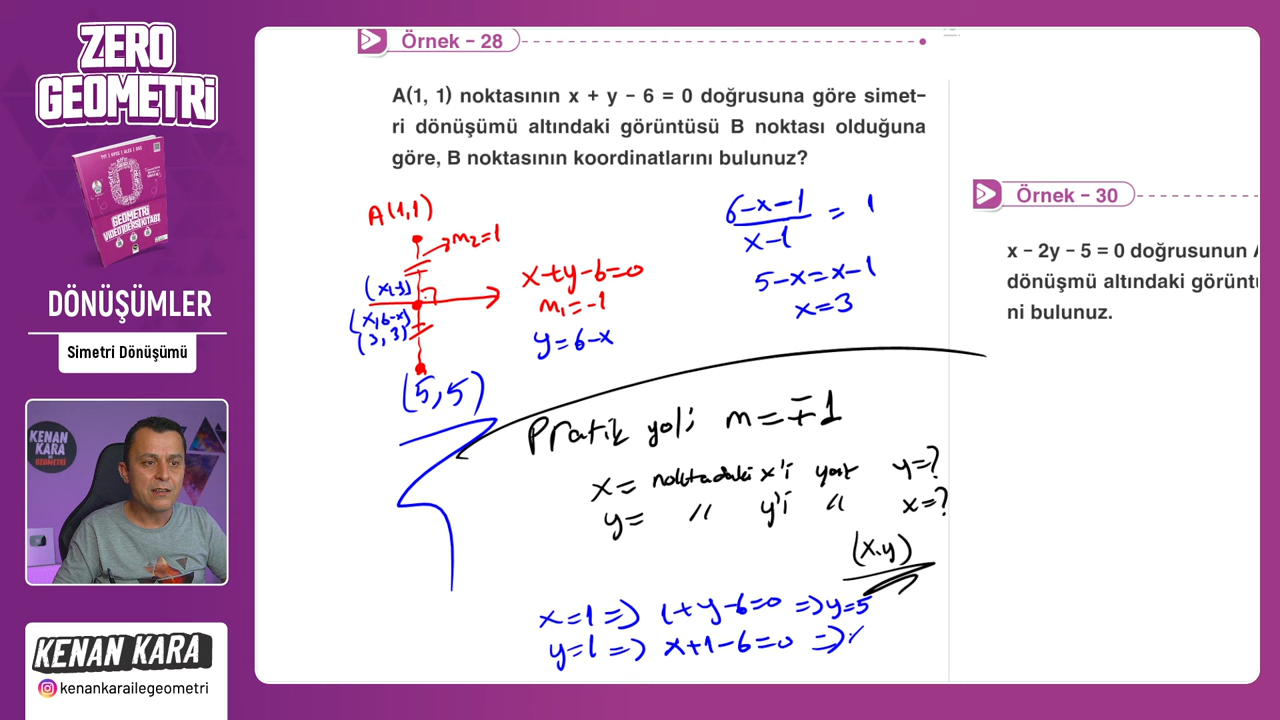 ZERO
GEOMETRİ
DÖNÜŞÜMLER
Simetri Dönüşümü
KENAN
KARA
GEOMETRİ
KENAN KARA
kenankarailegeometri
Örnek - 28
A(1, 1) noktasının x + y - 6 = 0 doğrusuna göre simet-
ri dönüşümü altındaki görüntüsü B noktası olduğuna
göre, B noktasının koordinatlarını bulunuz?
A(1,1)
m₂=1
x+y-6=0
m₁=-1
y=6-x
(x,6-x)
(3,3)
(5,5)
6-x-1 / x-1 = 1
5-x=x-1
x=3
Pratik yol: m=∓1
x= noktadaki x'i yaz y=?
y= " y'i " x=?
(x,y)
x=1 => 1+y-6=0 => y=5
y=1 => x+1-6=0 =>
Örnek - 30
x - 2y - 5 = 0 doğrusunun
dönüşmü altındaki görüntü
ni bulunuz.